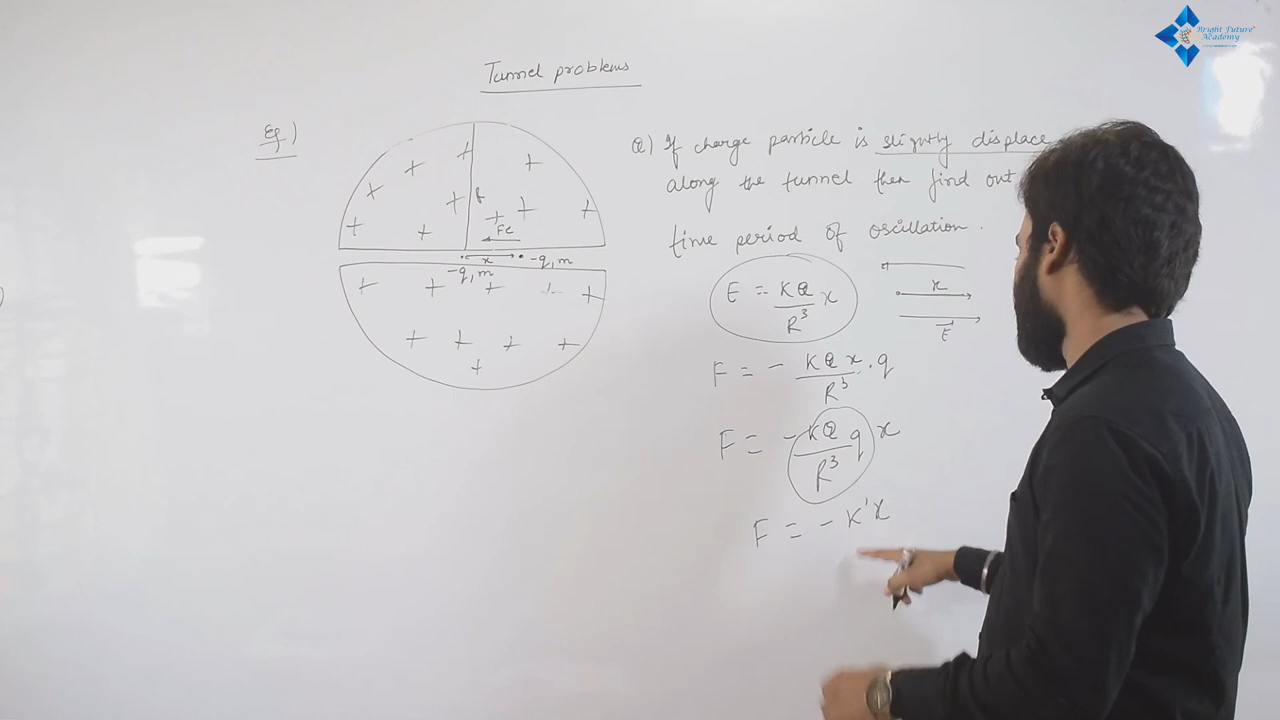 Bright Future
Academy
Tunnel problems
Eg)
Q) If charge particle is slightly displace
along the tunnel then find out
time period of oscillation.
Fe
x
-q, m
-q, m
E = KQ/R³ x
x
E
F = - KQx/R³ . q
F = - KQq/R³ x
F = - K'x